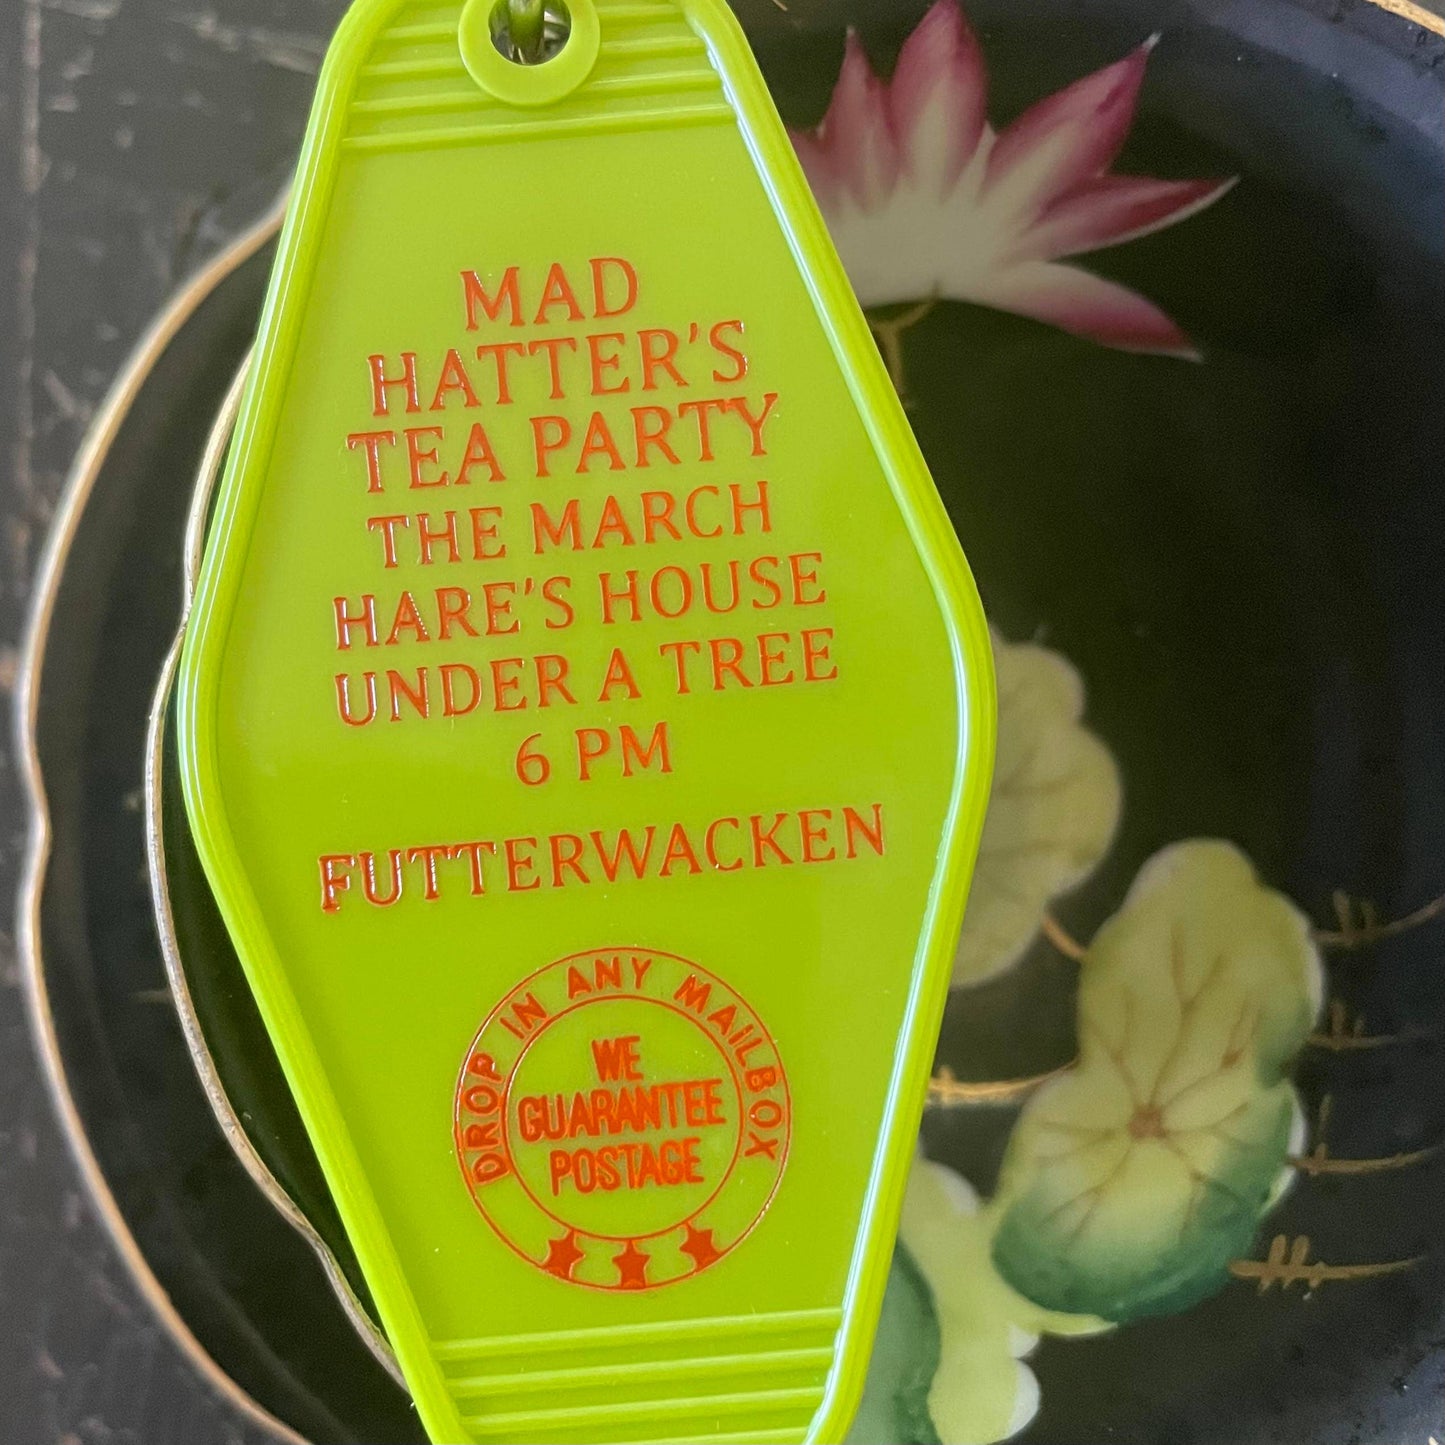 MAD
HATTER'S
TEA PARTY
THE MARCH
HARE'S HOUSE
UNDER A TREE
6 PM
FUTTERWACKEN
DROP IN ANY MAiLBOX
WE
GUARANTEE
POSTAGE